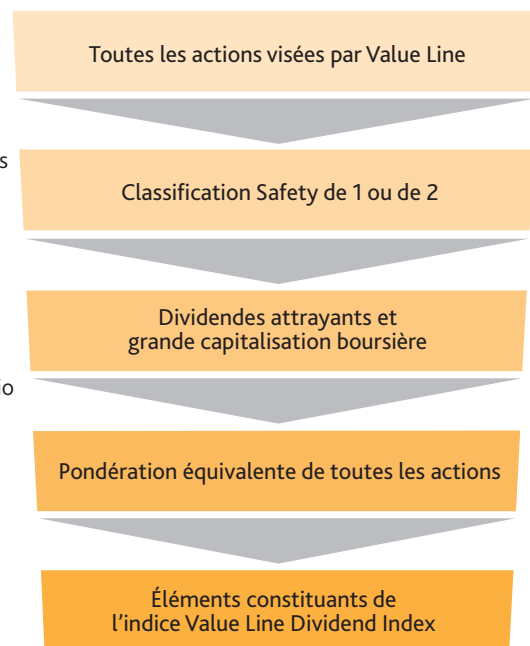 Toutes les actions visées par Value Line
s
Classification Safety de 1 ou de 2
Dividendes attrayants et
grande capitalisation boursière
io
Pondération équivalente de toutes les actions
Éléments constituants de
l'indice Value Line Dividend Index